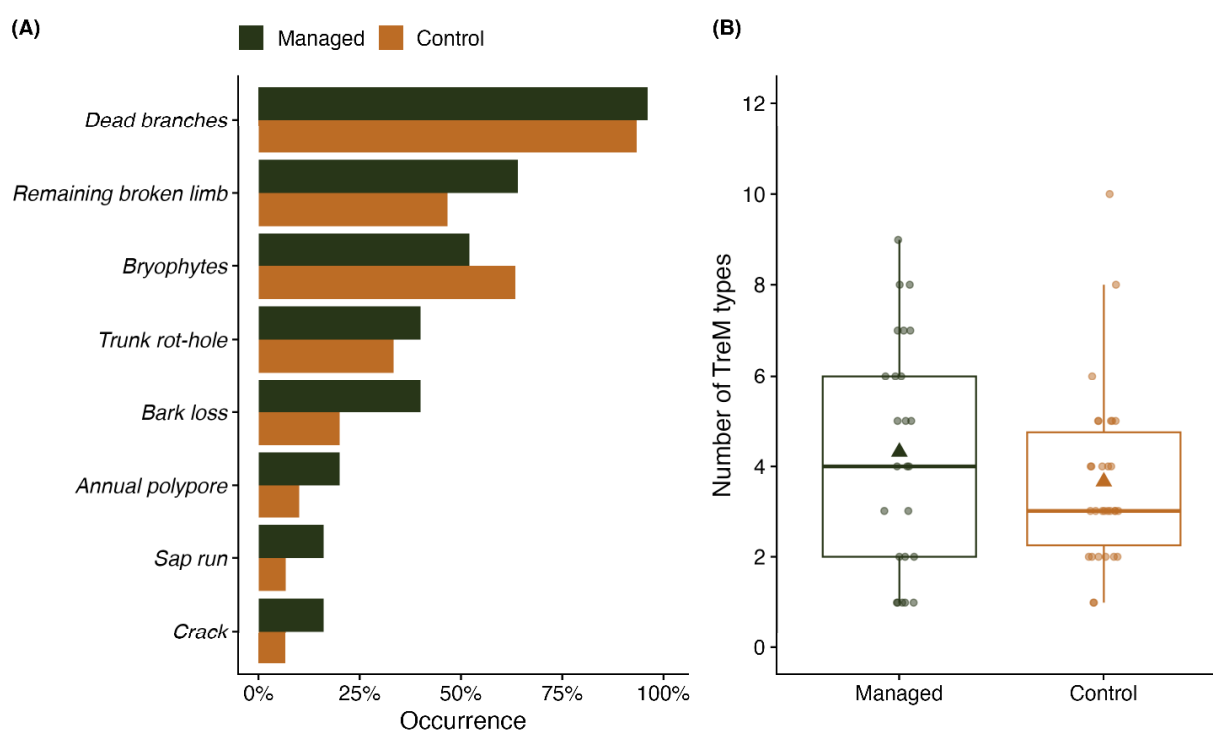 (A)
Managed Control
Dead branches
Remaining broken limb
Bryophytes
Trunk rot-hole
Bark loss
Annual polypore
Sap run
Crack
0% 25% 50% 75% 100%
Occurrence
(B)
Number of TreM types
12
10
8
6
4
2
0
Managed Control